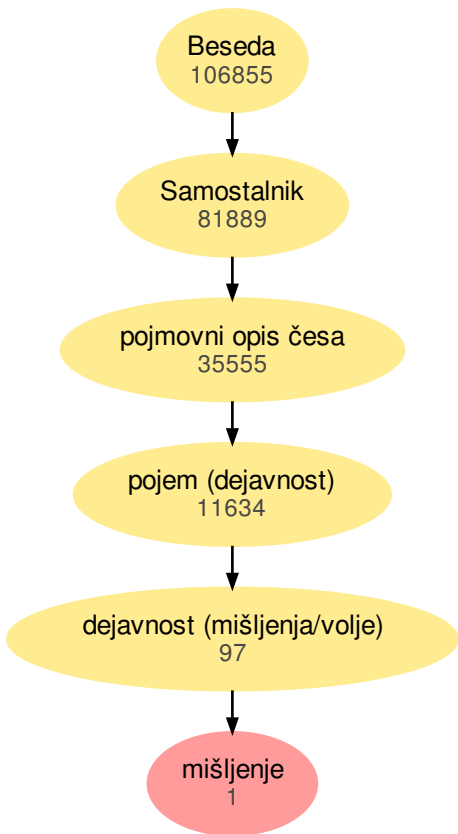 Beseda
106855
Samostalnik
81889
pojmovni opis česa
35555
pojem (dejavnost)
11634
dejavnost (mišljenja/volje)
97
mišljenje
1